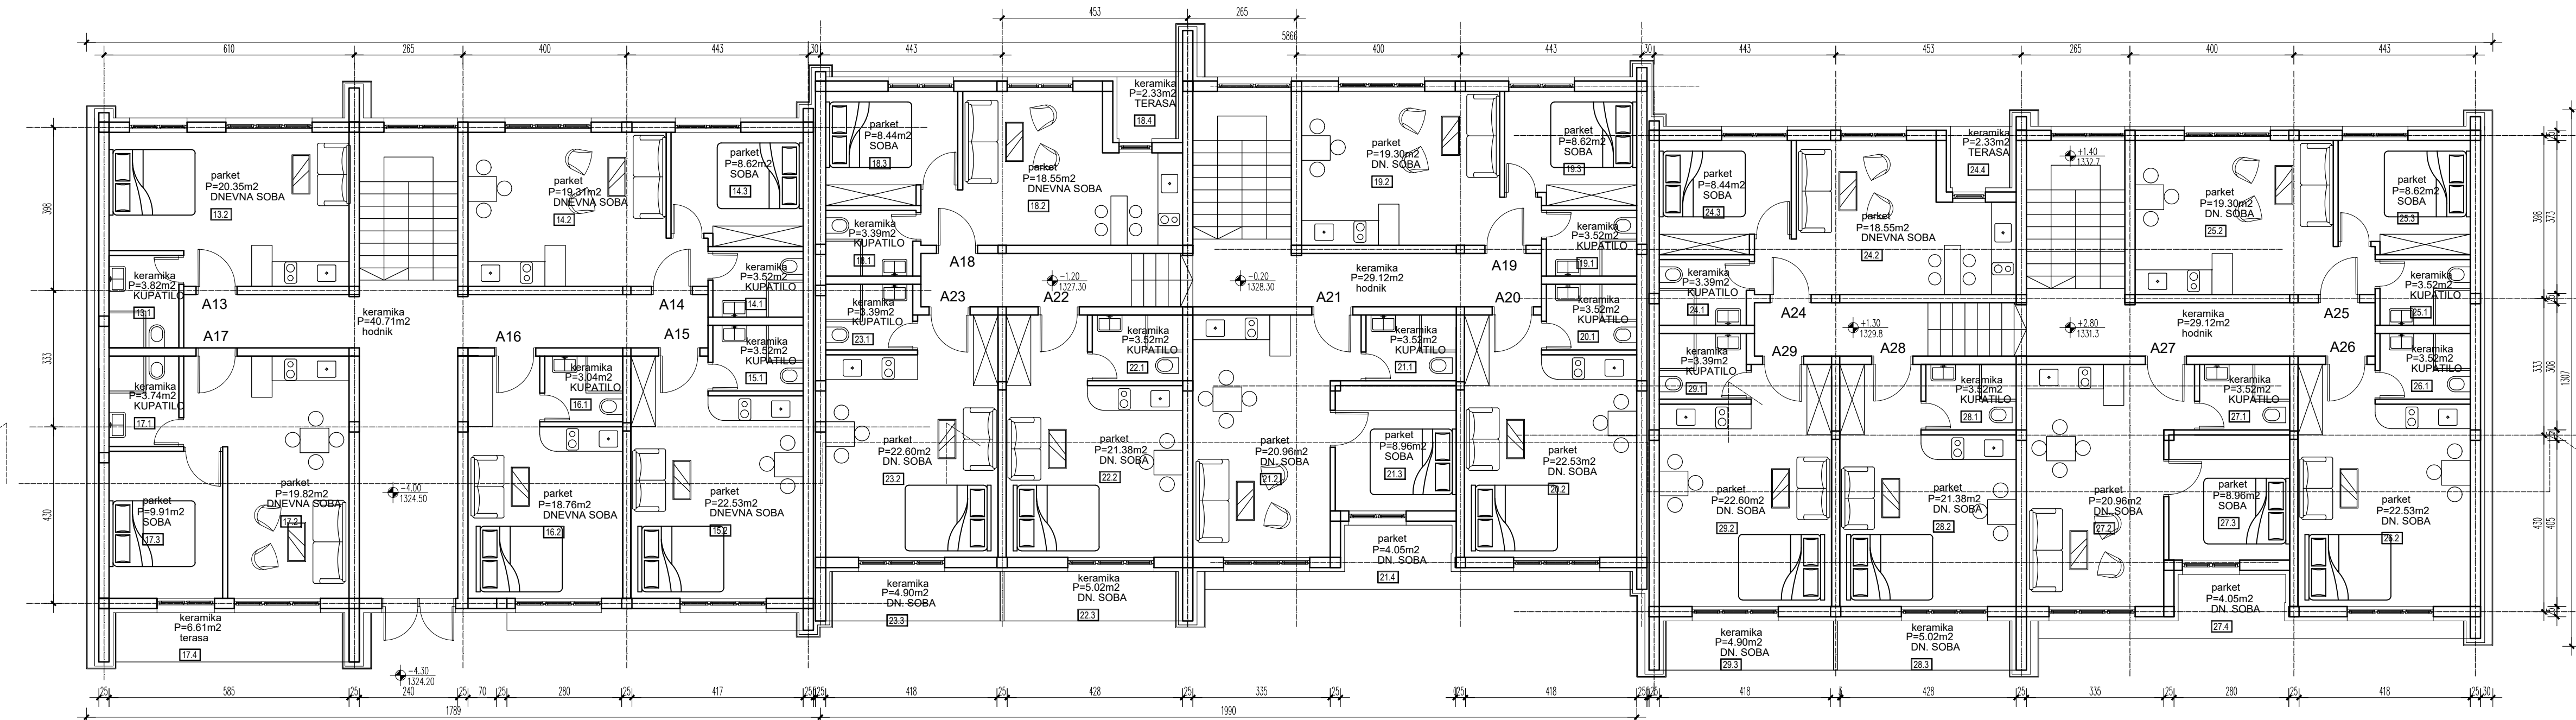 453
265
5866
610
265
400
443
30
443
400
443
30
443
453
265
400
443
keramika
P=2.33m2
TERASA
18.4
parket
P=8.44m2
SOBA
18.3
parket
P=18.55m2
DNEVNA SOBA
18.2
parket
P=19.30m2
DN. SOBA
19.2
parket
P=8.62m2
SOBA
19.3
keramika
P=2.33m2
TERASA
24.4
+1.40
1332.7
parket
P=20.35m2
DNEVNA SOBA
13.2
parket
P=19.31m2
DNEVNA SOBA
14.2
parket
P=8.62m2
SOBA
14.3
parket
P=8.44m2
SOBA
24.3
parket
P=18.55m2
DNEVNA SOBA
24.2
parket
P=19.30m2
DN. SOBA
25.2
parket
P=8.62m2
SOBA
25.3
398
398
373
keramika
P=3.82m2
KUPATILO
13.1
A13
A14
keramika
P=3.52m2
KUPATILO
14.1
keramika
P=3.39m2
KUPATILO
18.1
A18
-1.20
1327.30
-0.20
1328.30
keramika
P=29.12m2
hodnik
A19
keramika
P=3.52m2
KUPATILO
19.1
keramika
P=3.39m2
KUPATILO
24.1
A24
+1.30
1329.8
+2.80
1331.3
keramika
P=29.12m2
hodnik
A25
keramika
P=3.52m2
KUPATILO
25.1
keramika
P=40.71m2
hodnik
A17
A16
A15
keramika
P=3.52m2
KUPATILO
15.1
keramika
P=3.39m2
KUPATILO
23.1
A23
A22
keramika
P=3.52m2
KUPATILO
22.1
A21
keramika
P=3.52m2
KUPATILO
21.1
A20
keramika
P=3.52m2
KUPATILO
20.1
keramika
P=3.39m2
KUPATILO
29.1
A29
A28
keramika
P=3.52m2
KUPATILO
28.1
A27
keramika
P=3.52m2
KUPATILO
27.1
A26
keramika
P=3.52m2
KUPATILO
26.1
333
333
308
1307
keramika
P=3.74m2
KUPATILO
17.1
keramika
P=3.04m2
KUPATILO
16.1
parket
P=9.91m2
SOBA
17.3
parket
P=19.82m2
DNEVNA SOBA
17.2
-4.00
1324.50
parket
P=18.76m2
DNEVNA SOBA
16.2
parket
P=22.53m2
DNEVNA SOBA
15.2
parket
P=22.60m2
DN. SOBA
23.2
parket
P=21.38m2
DN. SOBA
22.2
parket
P=20.96m2
DN. SOBA
21.2
parket
P=8.96m2
SOBA
21.3
parket
P=22.53m2
DN. SOBA
20.2
parket
P=22.60m2
DN. SOBA
29.2
parket
P=21.38m2
DN. SOBA
28.2
parket
P=20.96m2
DN. SOBA
27.2
parket
P=8.96m2
SOBA
27.3
parket
P=22.53m2
DN. SOBA
26.2
430
430
405
keramika
P=6.61m2
terasa
17.4
keramika
P=4.90m2
DN. SOBA
23.3
keramika
P=5.02m2
DN. SOBA
22.3
parket
P=4.05m2
DN. SOBA
21.4
keramika
P=4.90m2
DN. SOBA
29.3
keramika
P=5.02m2
DN. SOBA
28.3
parket
P=4.05m2
DN. SOBA
27.4
-4.30
1324.20
25
585
25
240
25
70
25
280
25
417
418
25
428
25
335
25
25
418
418
428
25
335
25
280
25
418
25
30
1789
1990